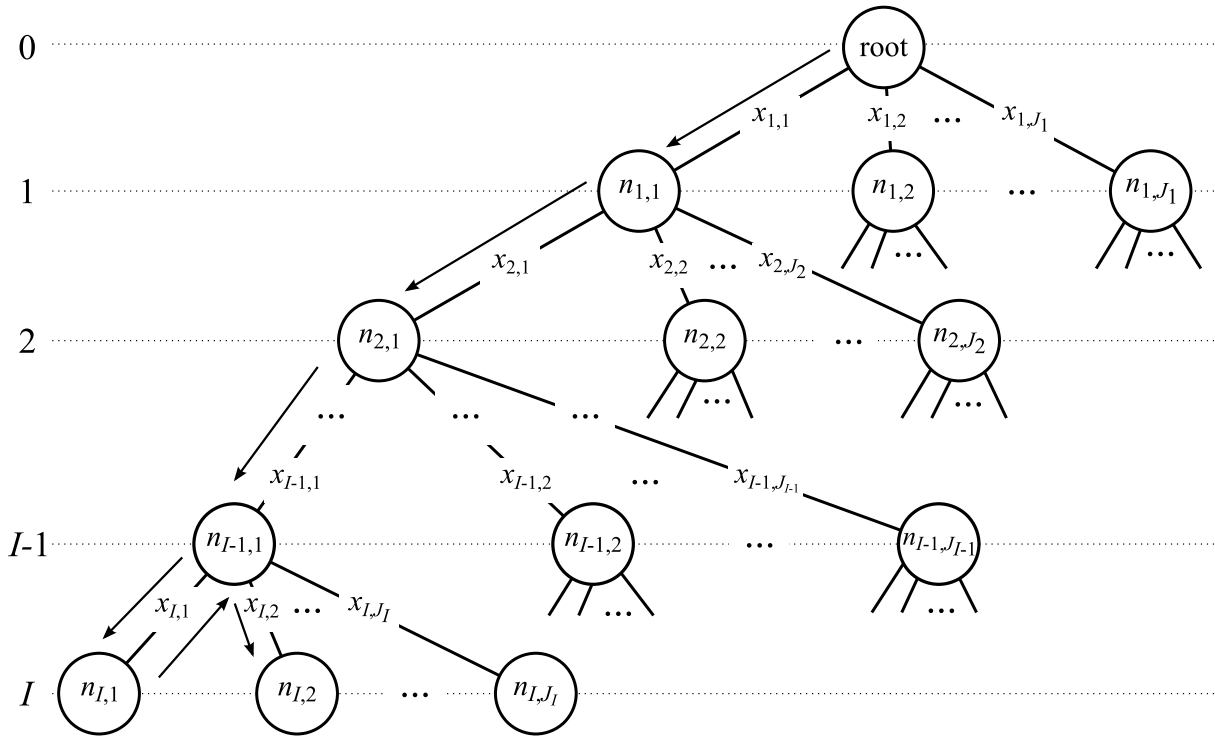 0 root
x1,1 x1,2 ... x1,J1
1 n1,1 n1,2 ... n1,J1
... ...
x2,1 x2,2 ... x2,J2
2 n2,1 n2,2 ... n2,J2
... ...
... ... ...
xI-1,1 xI-1,2 ... xI-1,JI-1
I-1 nI-1,1 nI-1,2 ... nI-1,JI-1
... ...
xI,1 xI,2 ... xI,JI
I nI,1 nI,2 ... nI,JI